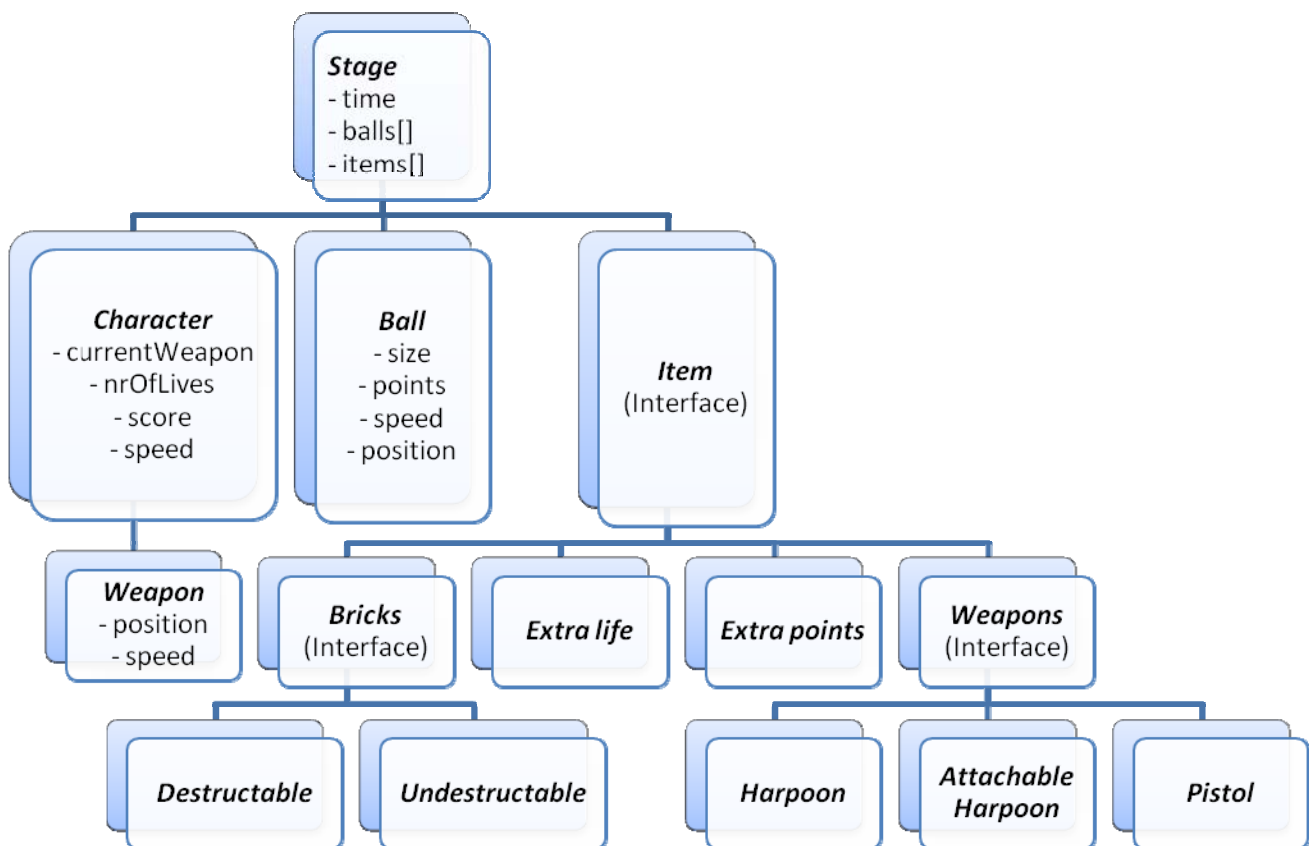 Stage
- time
- balls[]
- items[]
Character
- currentWeapon
- nrOfLives
- score
- speed
Ball
- size
- points
- speed
- position
Item
(Interface)
Weapon
- position
- speed
Bricks
(Interface)
Extra life
Extra points
Weapons
(Interface)
Destructable
Undestructable
Harpoon
Attachable
Harpoon
Pistol